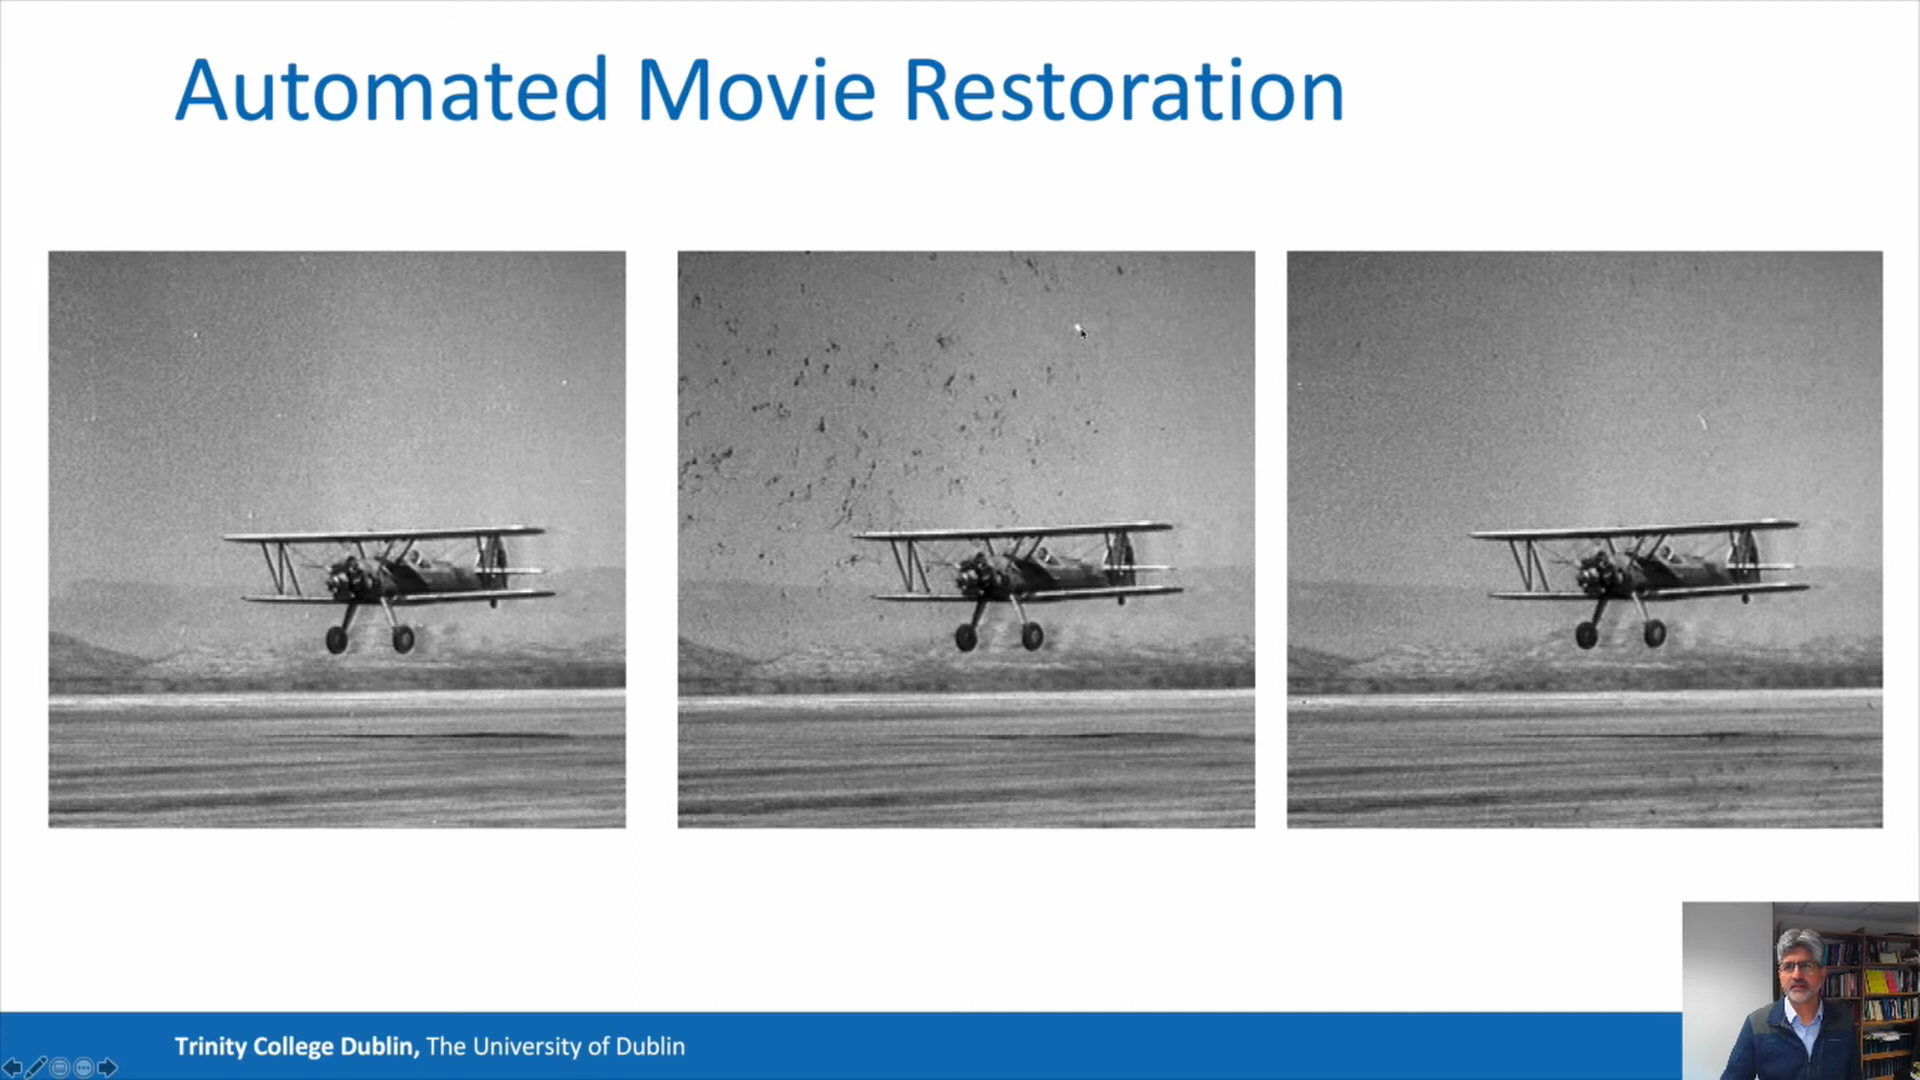 Automated Movie Restoration
Trinity College Dublin, The University of Dublin